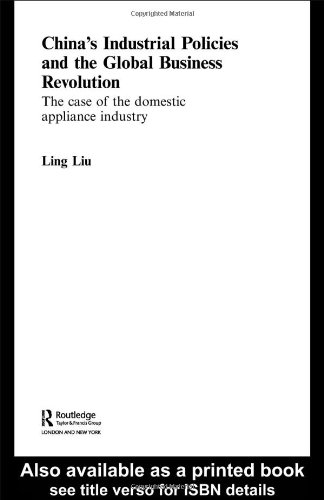 Copyrighted Material
China's Industrial Policies
and the Global Business
Revolution
The case of the domestic
appliance industry
Ling Liu
Routledge
Taylor & Francis Group
LONDON AND NEW YORK
Also available as a printed book
see title verso for ISBN details